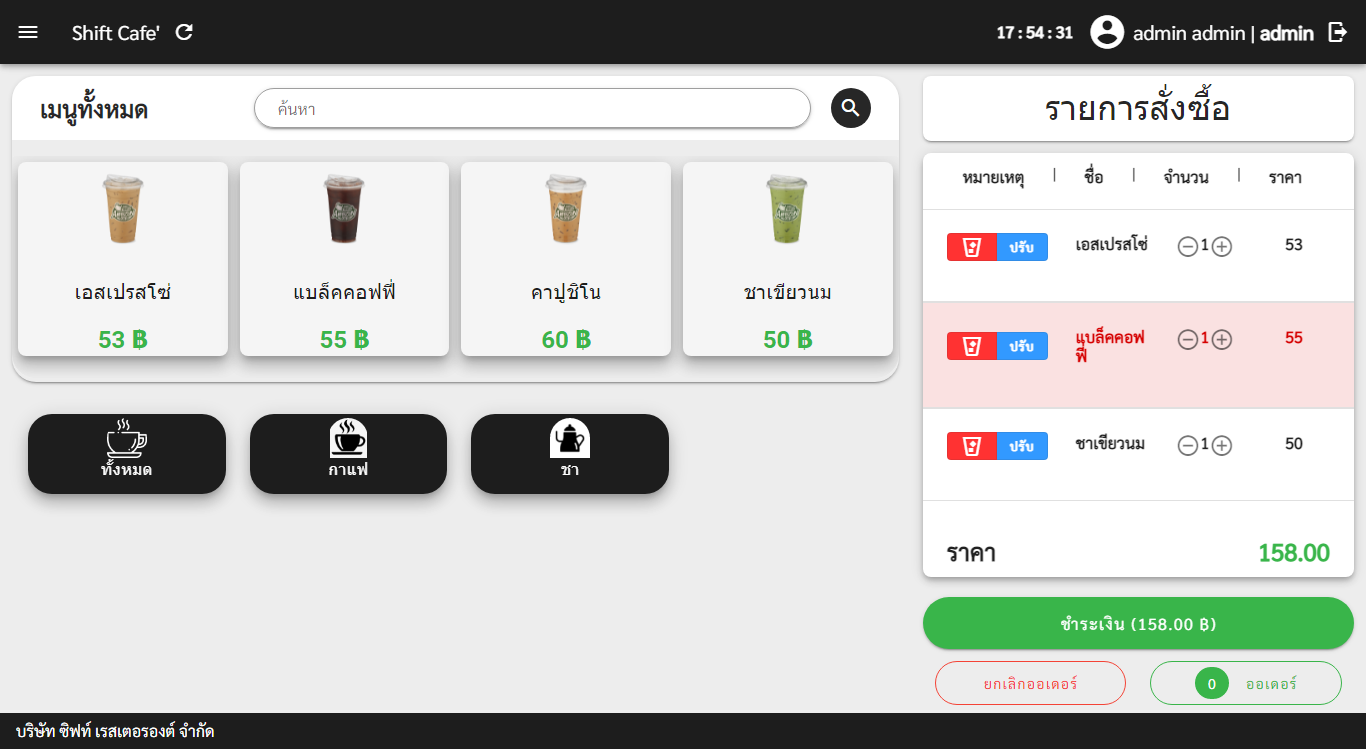 Shift Cafe'
17 : 54 : 31
admin admin | admin
เมนูทั้งหมด
ค้นหา
เอสเปรสโซ่
53 ฿
แบล็คคอฟฟี่
55 ฿
คาปูชิโน
60 ฿
ชาเขียวนม
50 ฿
ทั้งหมด
กาแฟ
ชา
รายการสั่งซื้อ
หมายเหตุ | ชื่อ | จำนวน | ราคา
ปรับ เอสเปรสโซ่ 1 53
ปรับ แบล็คคอฟ 1 55
ฟี่
ปรับ ชาเขียวนม 1 50
ราคา 158.00
ชำระเงิน (158.00 ฿)
ยกเลิกออเดอร์
0 ออเดอร์
บริษัท ซิฟท์ เรสเตอรองต์ จำกัด